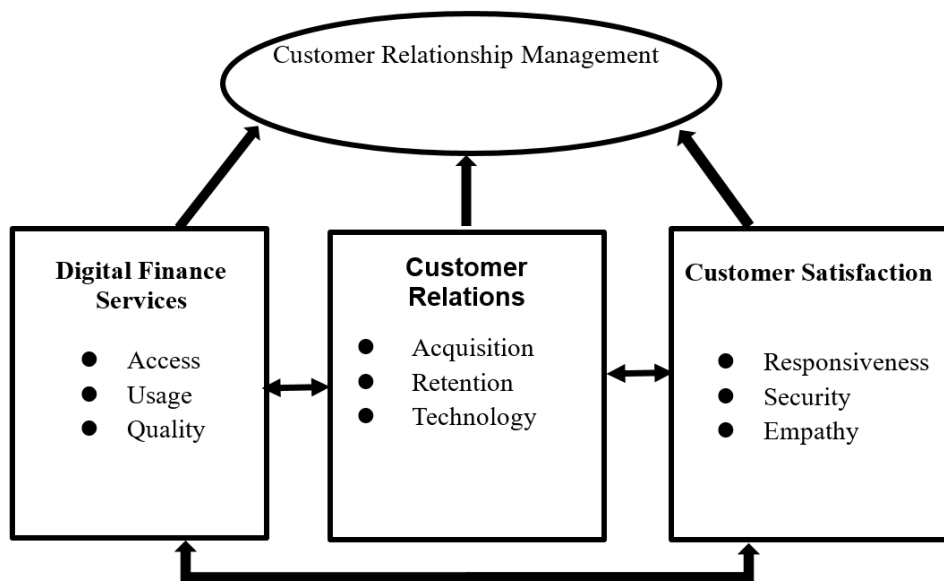 Customer Relationship Management
Digital Finance
Services
● Access
● Usage
● Quality
Customer
Relations
● Acquisition
● Retention
● Technology
Customer Satisfaction
● Responsiveness
● Security
● Empathy